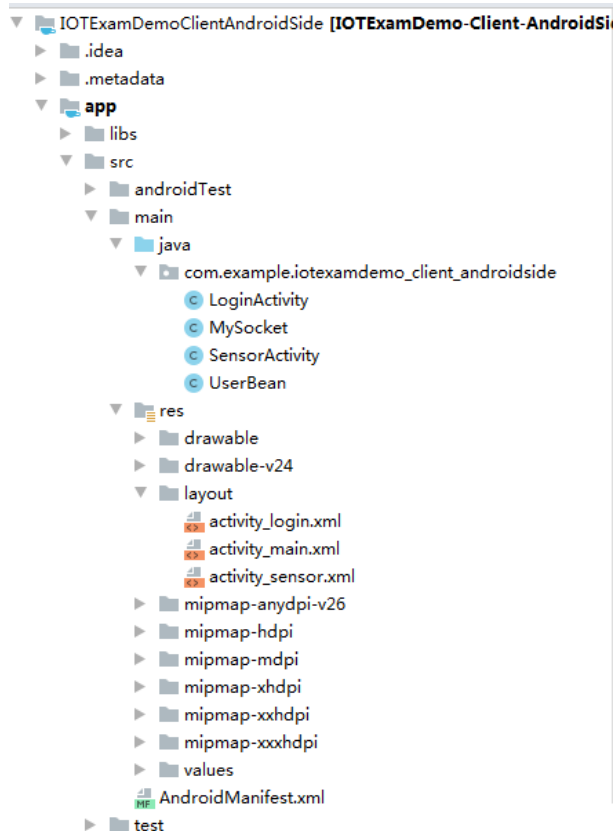 IOTExamDemoClientAndroidSide [IOTExamDemo-Client-AndroidSi
.idea
.metadata
app
libs
src
androidTest
main
java
com.example.iotexamdemo_client_androidside
C LoginActivity
C MySocket
C SensorActivity
C UserBean
res
drawable
drawable-v24
layout
activity_login.xml
activity_main.xml
activity_sensor.xml
mipmap-anydpi-v26
mipmap-hdpi
mipmap-mdpi
mipmap-xhdpi
mipmap-xxhdpi
mipmap-xxxhdpi
values
MF AndroidManifest.xml
test